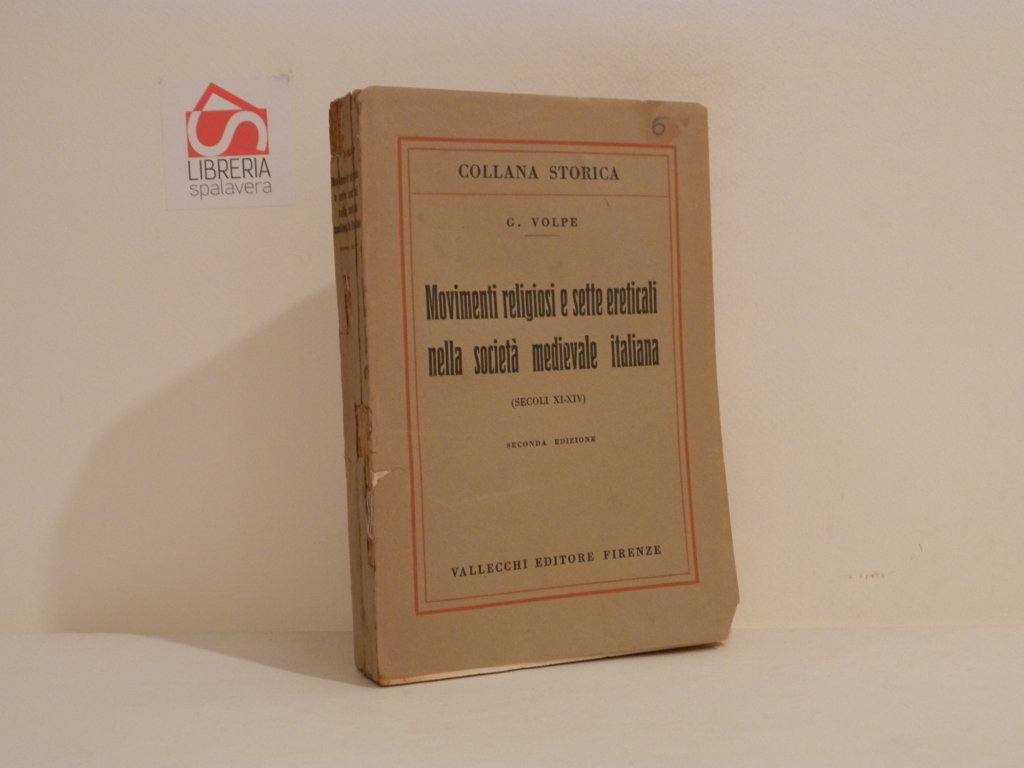 LIBRERIA
spalavera
6
COLLANA STORICA
G. VOLPE
Movimenti religiosi e sette ereticali
nella società medievale italiana
(SECOLI XI-XIV)
SECONDA EDIZIONE
VALLECCHI EDITORE FIRENZE